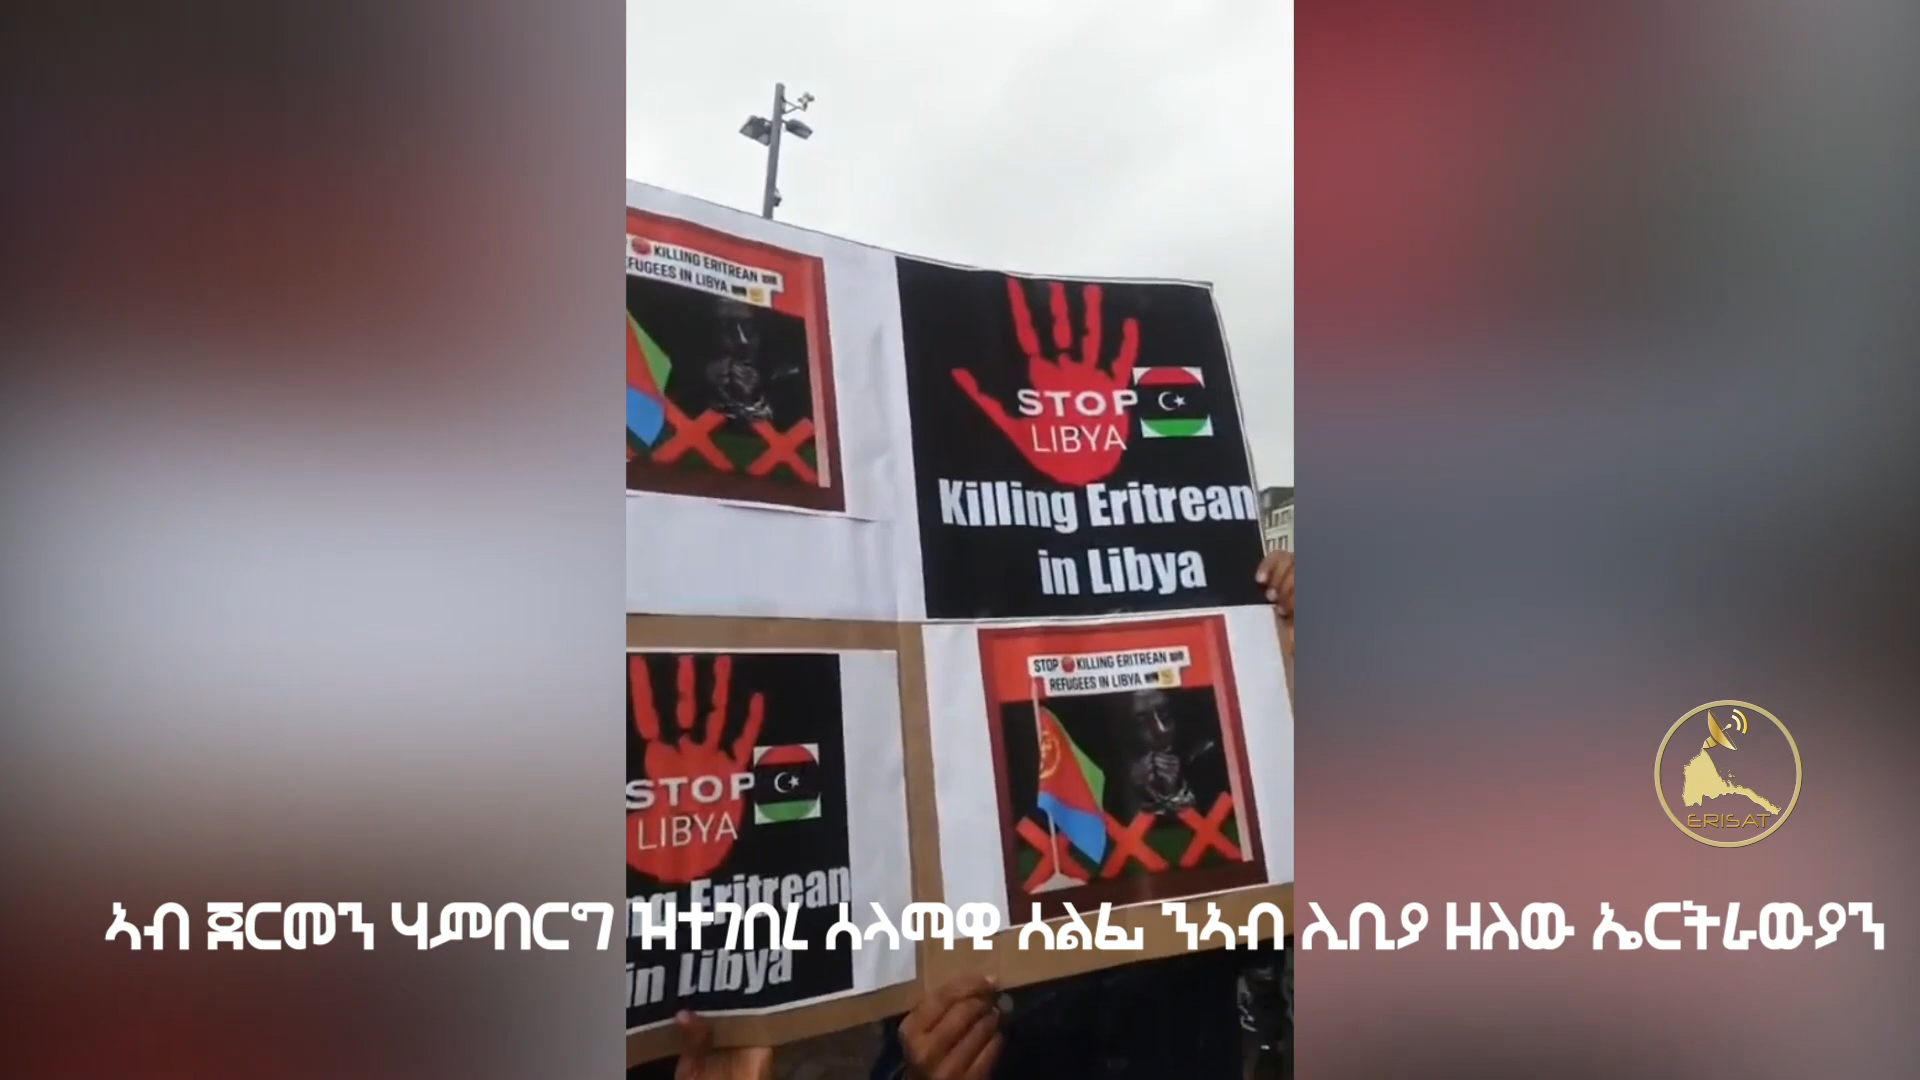 KILLING ERITREAN
REFUGEES IN LIBYA
STOP
LIBYA
Killing Eritrean
in Libya
STOP KILLING ERITREAN
REFUGEES IN LIBYA
STOP
LIBYA
Eritrean
in Libya
ERISAT
ኣብ ጀርመን ሃምበርግ ዝተገበረ ሰላማዊ ሰልፊ ንኣብ ሊቢያ ዘለው ኤርትራውያን